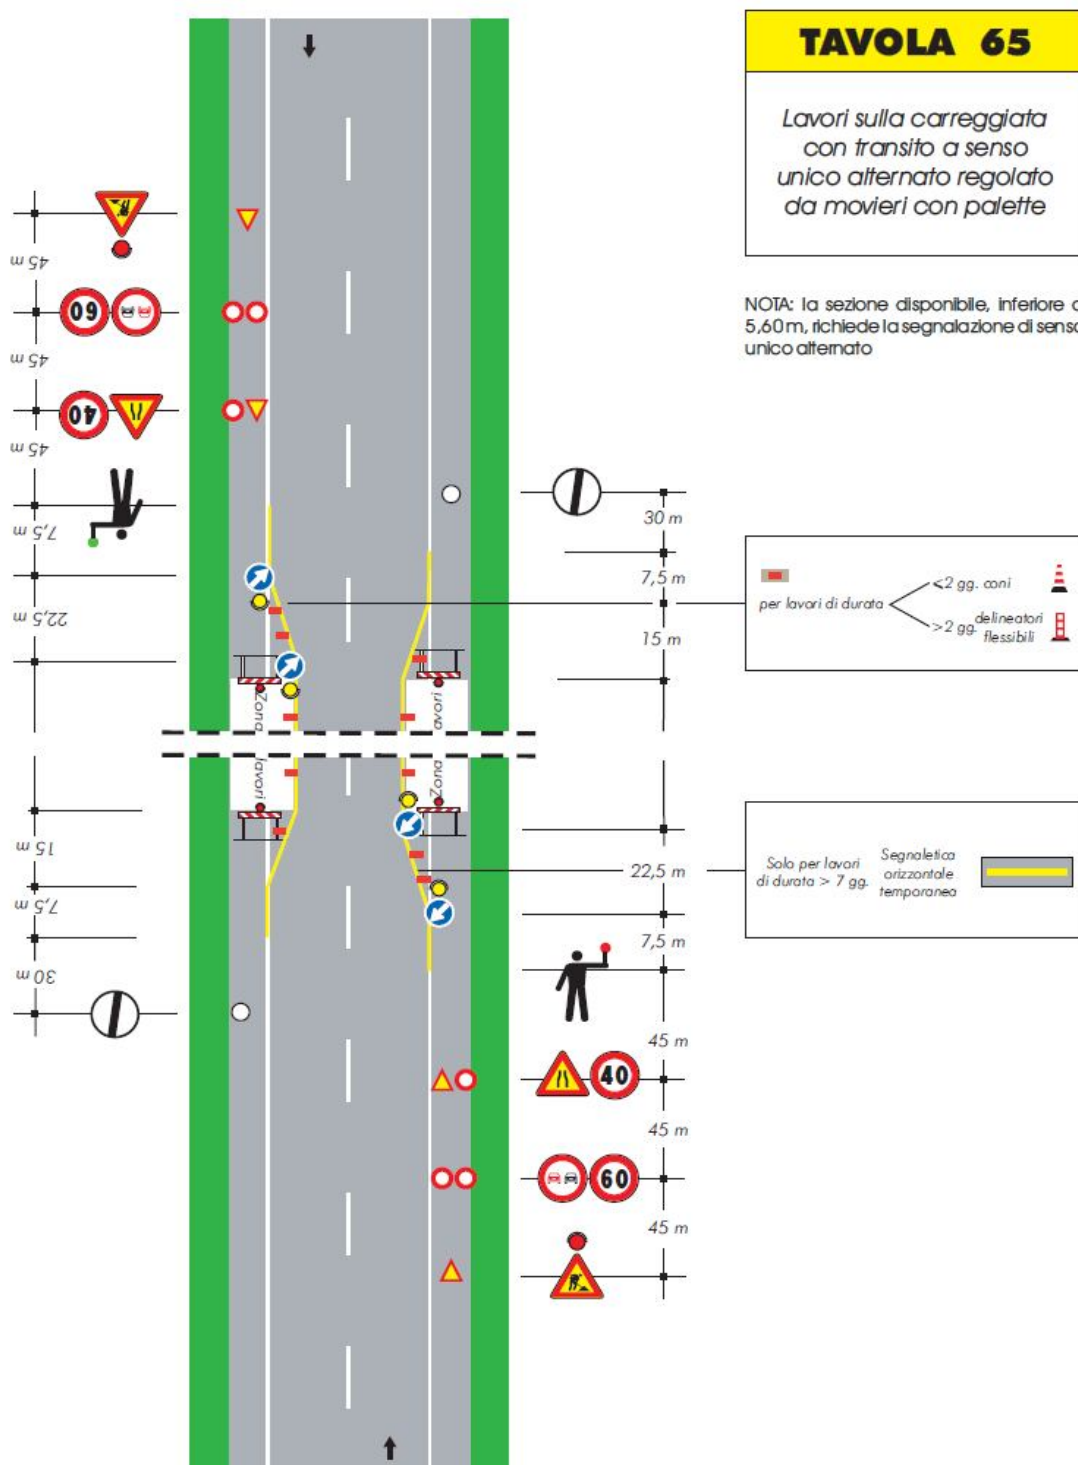 TAVOLA 65
Lavori sulla carreggiata
con transito a senso
unico alternato regolato
da movieri con palette
NOTA: la sezione disponibile, inferiore
5,60m, richiede la segnalazione di senso
unico alternato
45 m
60
45 m
40
45 m
7,5 m
22,5 m
30 m
7,5 m
15 m
per lavori di durata
<2 gg. coni
>2 gg. delineatori
flessibili
Zona
lavori
Zona
avori
15 m
7,5 m
30 m
22,5 m
7,5 m
Solo per lavori
di durata > 7 gg.
Segnaletica
orizzontale
temporanea
45 m
40
45 m
60
45 m